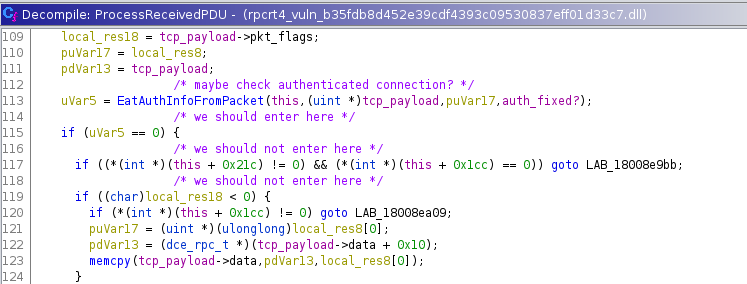 Decompile: ProcessReceivedPDU - (rpcrt4_vuln_b35fdb8d452e39cdf4393c09530837eff01d33c7.dll)
109 local_res18 = tcp_payload->pkt_flags;
110 puVar17 = local_res8;
111 pdVar13 = tcp_payload;
112 /* maybe check authenticated connection? */
113 uVar5 = EatAuthInfoFromPacket(this,(uint *)tcp_payload,puVar17,auth_fixed?);
114 /* we should enter here */
115 if (uVar5 == 0) {
116 /* we should not enter here */
117 if ((*(int *)(this + 0x21c) != 0) && (*(int *)(this + 0x1cc) == 0)) goto LAB_18008e9bb;
118 /* we should not enter here */
119 if ((char)local_res18 < 0) {
120 if (*(int *)(this + 0x1cc) != 0) goto LAB_18008ea09;
121 puVar17 = (uint *)(ulonglong)local_res8[0];
122 pdVar13 = (dce_rpc_t *)(tcp_payload->data + 0x10);
123 memcpy(tcp_payload->data,pdVar13,local_res8[0]);
124 }